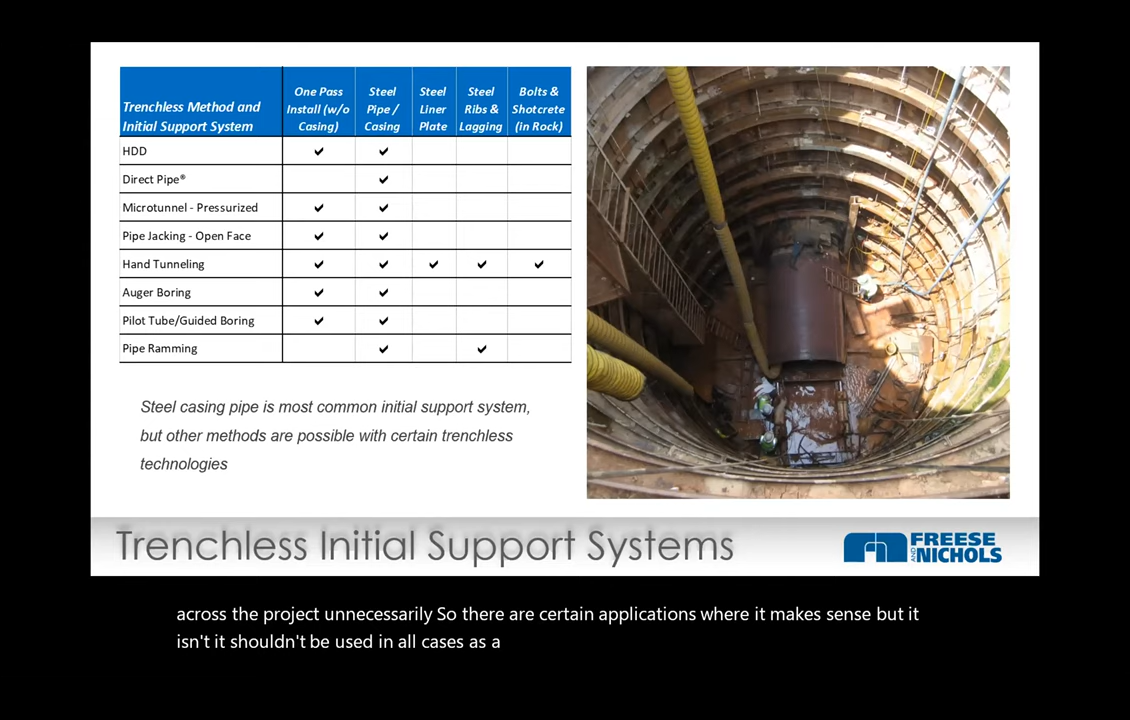 Trenchless Method and
Initial Support System
One Pass
Install (w/o
Casing)
Steel
Pipe /
Casing
Steel
Liner
Plate
Steel
Ribs &
Lagging
Bolts &
Shotcrete
(in Rock)
HDD ✔ ✔
Direct Pipe® ✔
Microtunnel - Pressurized ✔ ✔
Pipe Jacking - Open Face ✔ ✔
Hand Tunneling ✔ ✔ ✔ ✔ ✔
Auger Boring ✔ ✔
Pilot Tube/Guided Boring ✔ ✔
Pipe Ramming ✔ ✔
Steel casing pipe is most common initial support system,
but other methods are possible with certain trenchless
technologies
Trenchless Initial Support Systems
FREESE
AND NICHOLS
across the project unnecessarily So there are certain applications where it makes sense but it
isn't it shouldn't be used in all cases as a